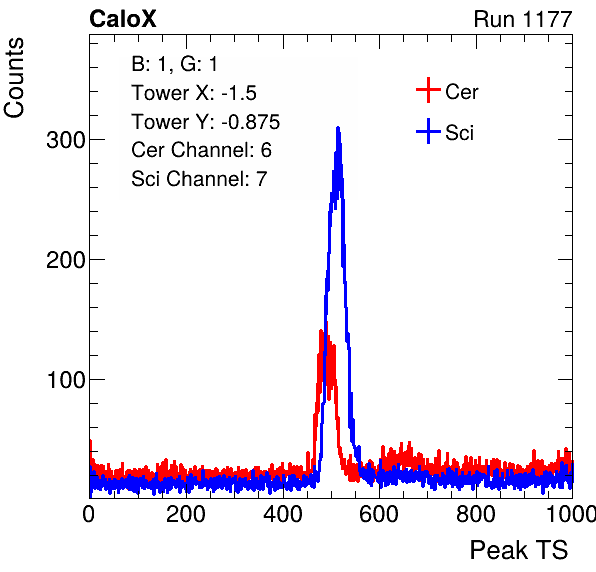 CaloX Run 1177
Counts
B: 1, G: 1
Tower X: -1.5
Tower Y: -0.875
Cer Channel: 6
Sci Channel: 7
Cer
Sci
300
200
100
0 200 400 600 800 1000
Peak TS